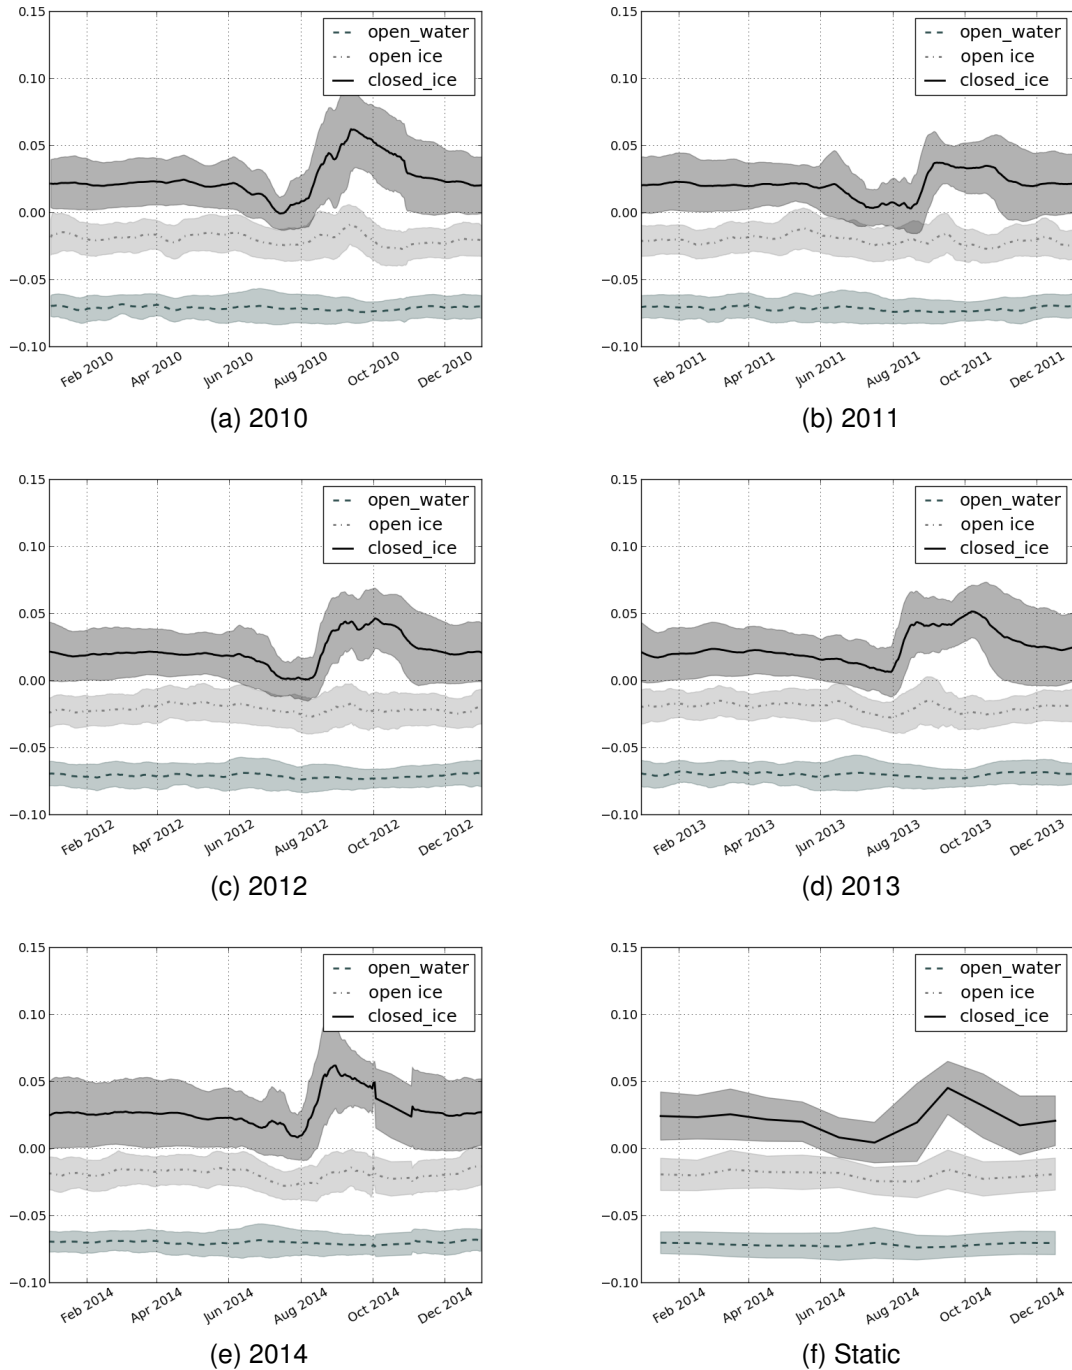 0.15
0.10
0.05
0.00
−0.05
−0.10
open_water
open ice
closed_ice
Feb 2010
Apr 2010
Jun 2010
Aug 2010
Oct 2010
Dec 2010
(a) 2010
0.15
0.10
0.05
0.00
−0.05
−0.10
open_water
open ice
closed_ice
Feb 2011
Apr 2011
Jun 2011
Aug 2011
Oct 2011
Dec 2011
(b) 2011
0.15
0.10
0.05
0.00
−0.05
−0.10
open_water
open ice
closed_ice
Feb 2012
Apr 2012
Jun 2012
Aug 2012
Oct 2012
Dec 2012
(c) 2012
0.15
0.10
0.05
0.00
−0.05
−0.10
open_water
open ice
closed_ice
Feb 2013
Apr 2013
Jun 2013
Aug 2013
Oct 2013
Dec 2013
(d) 2013
0.15
0.10
0.05
0.00
−0.05
−0.10
open_water
open ice
closed_ice
Feb 2014
Apr 2014
Jun 2014
Aug 2014
Oct 2014
Dec 2014
(e) 2014
0.15
0.10
0.05
0.00
−0.05
−0.10
open_water
open ice
closed_ice
Feb 2014
Apr 2014
Jun 2014
Aug 2014
Oct 2014
Dec 2014
(f) Static